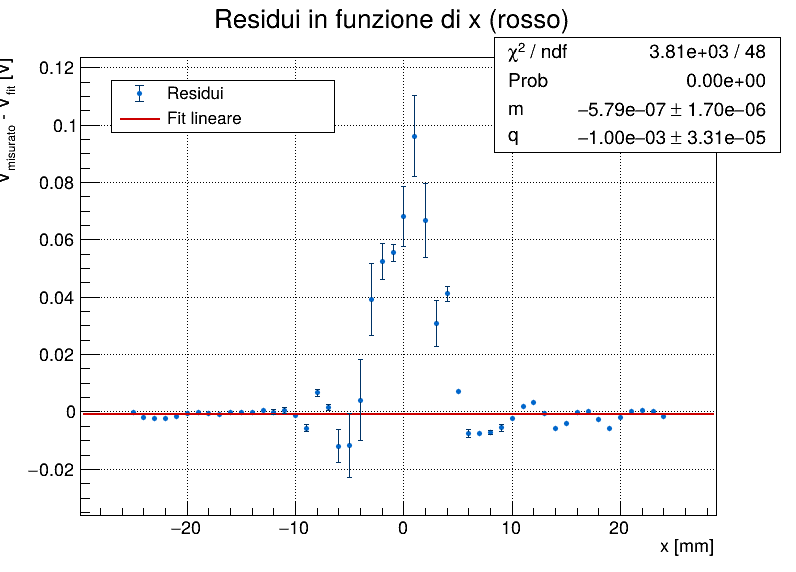 Residui in funzione di x (rosso)
χ² / ndf 3.81e+03 / 48
Prob 0.00e+00
m −5.79e−07 ± 1.70e−06
q −1.00e−03 ± 3.31e−05
Residui
Fit lineare
V misurato - V fit [V]
0.12
0.1
0.08
0.06
0.04
0.02
0
−0.02
−20 −10 0 10 20
x [mm]